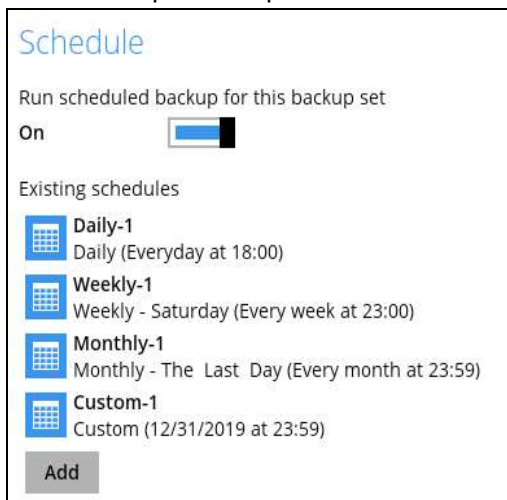 Schedule
Run scheduled backup for this backup set
On
Existing schedules
Daily-1
Daily (Everyday at 18:00)
Weekly-1
Weekly - Saturday (Every week at 23:00)
Monthly-1
Monthly - The Last Day (Every month at 23:59)
Custom-1
Custom (12/31/2019 at 23:59)
Add